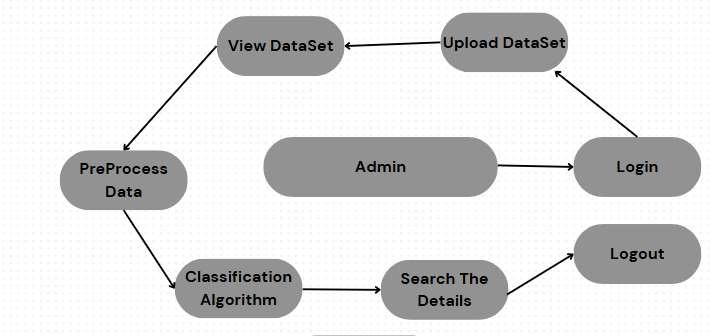 View DataSet
Upload DataSet
PreProcess
Data
Admin
Login
Logout
Classification
Algorithm
Search The
Details